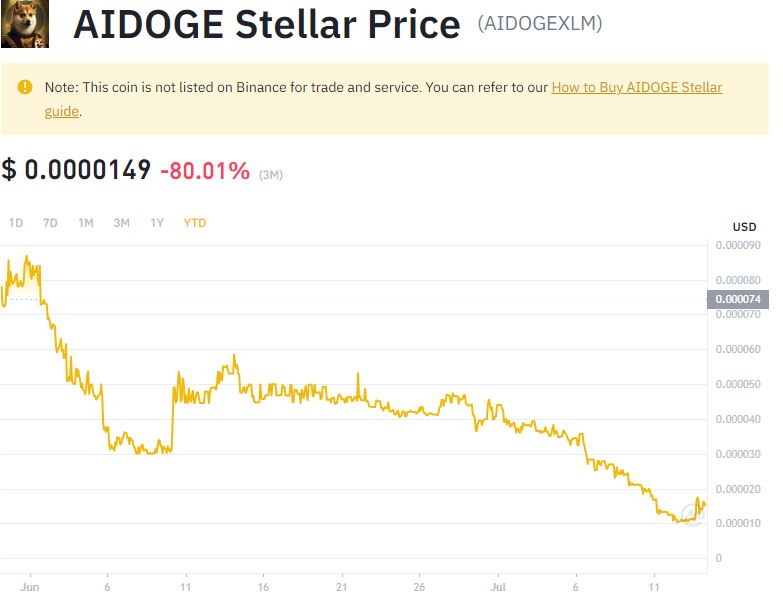 AIDOGE Stellar Price (AIDOGEXLM)
Note: This coin is not listed on Binance for trade and service. You can refer to our How to Buy AIDOGE Stellar
guide.
$ 0.0000149 -80.01% (3M)
1D 7D 1M 3M 1Y YTD
USD
0.000090
0.000080
0.000074
0.000070
0.000060
0.000050
0.000040
0.000030
0.000020
0.000010
0
Jun 6 11 16 21 26 Jul 6 11